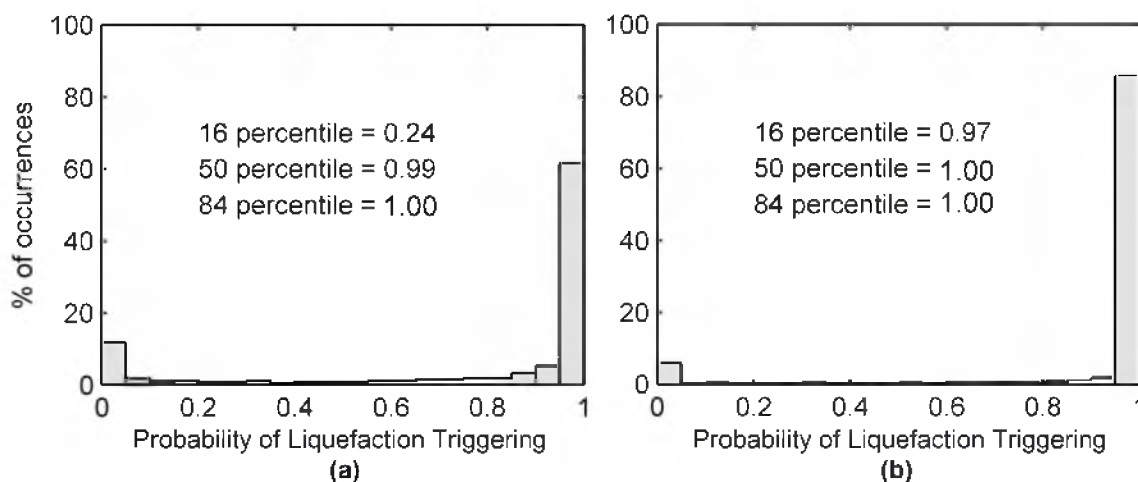 100
80
60
40
20
0
% of occurrences
16 percentile = 0.24
50 percentile = 0.99
84 percentile = 1.00
0 0.2 0.4 0.6 0.8 1
Probability of Liquefaction Triggering
(a)
100
80
60
40
20
0
16 percentile = 0.97
50 percentile = 1.00
84 percentile = 1.00
0 0.2 0.4 0.6 0.8 1
Probability of Liquefaction Triggering
(b)